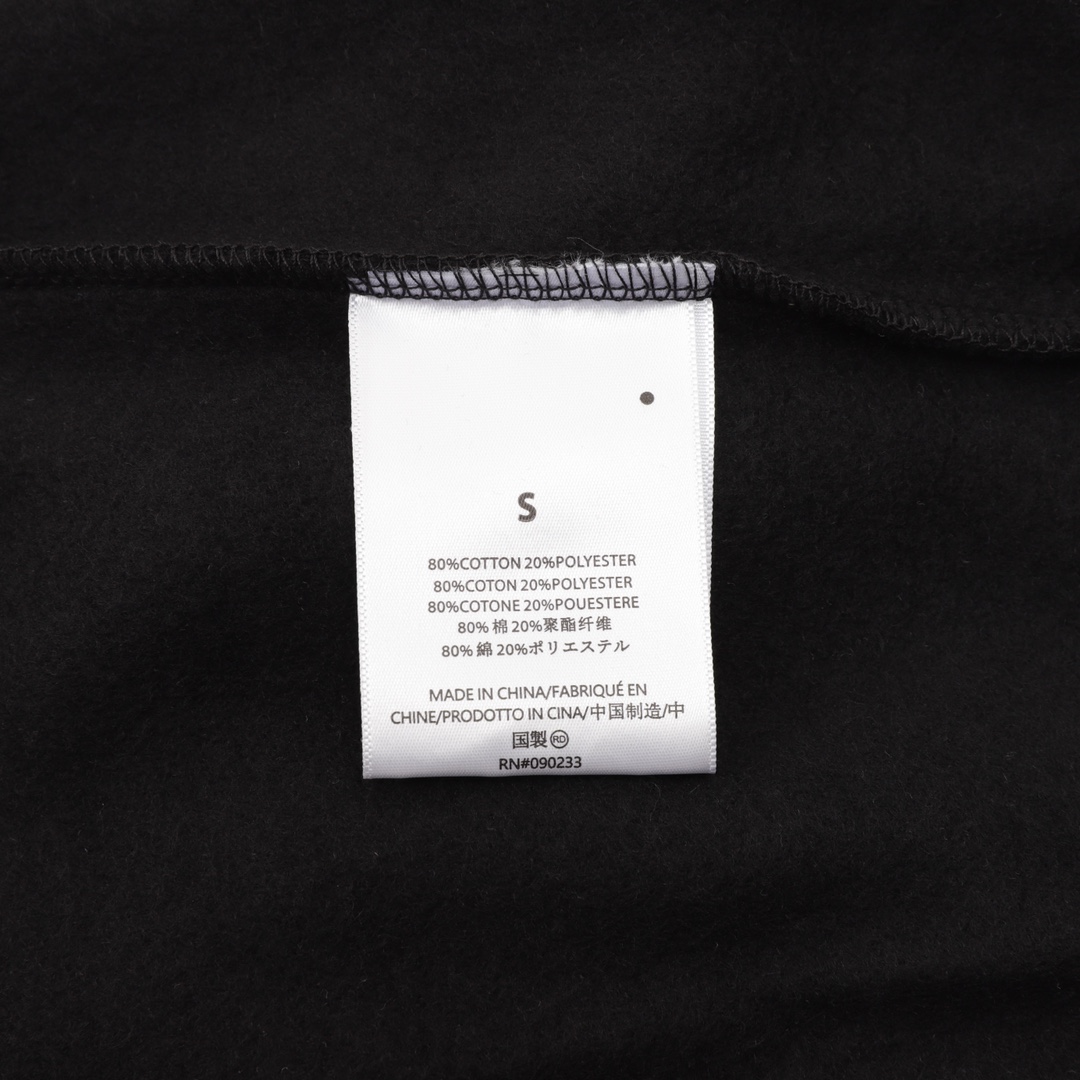 S
80%COTTON 20%POLYESTER
80%COTON 20%POLYESTER
80%COTONE 20%POUESTERE
80% 棉 20%聚酯纤维
80% 綿 20%ポリエステル
MADE IN CHINA/FABRIQUÉ EN
CHINE/PRODOTTO IN CINA/中国制造/中
国製 RD
RN#090233